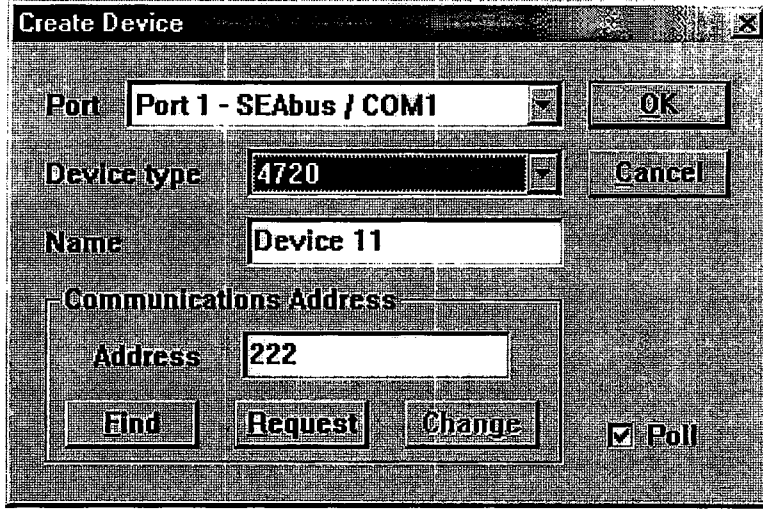 Create Device
Port Port 1 - SEAbus / COM1 OK
Device type 4720 Cancel
Name Device 11
Communications Address
Address 222
Find Request Change Poll